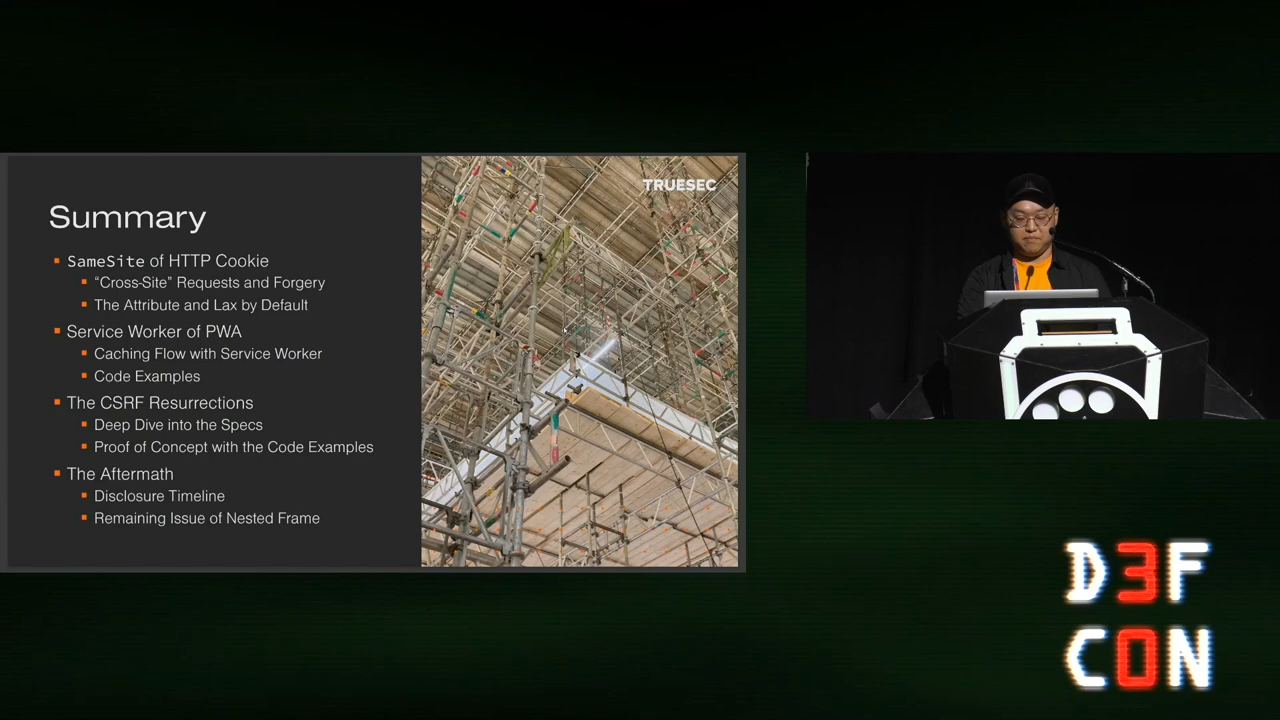 TRUESEC
Summary
SameSite of HTTP Cookie
“Cross-Site” Requests and Forgery
The Attribute and Lax by Default
Service Worker of PWA
Caching Flow with Service Worker
Code Examples
The CSRF Resurrections
Deep Dive into the Specs
Proof of Concept with the Code Examples
The Aftermath
Disclosure Timeline
Remaining Issue of Nested Frame
D3F
C0N